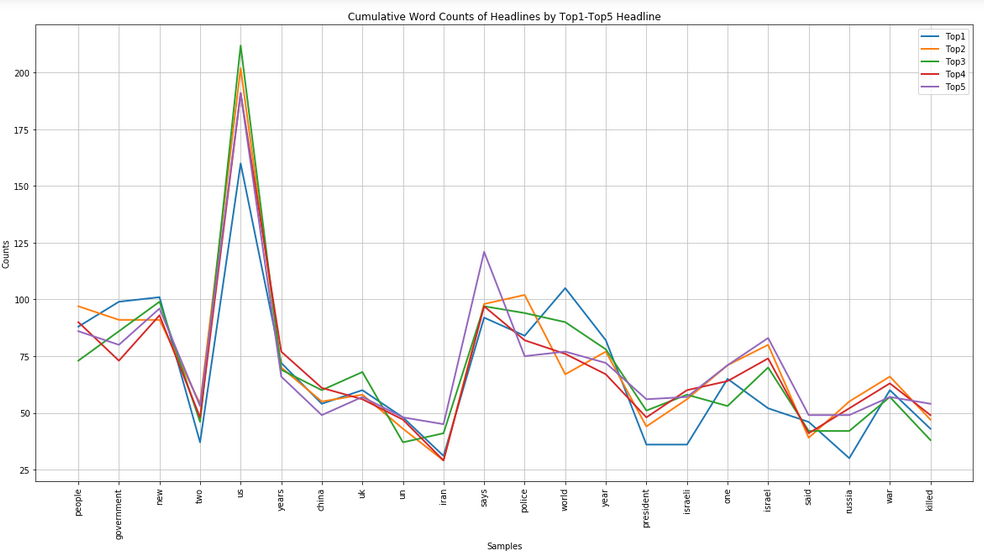 Cumulative Word Counts of Headlines by Top1-Top5 Headline
Top1
Top2
Top3
Top4
Top5
200
175
150
125
100
75
50
25
Counts
people
government
new
two
us
years
china
uk
un
iran
says
police
world
year
president
israeli
one
israel
said
russia
war
killed
Samples